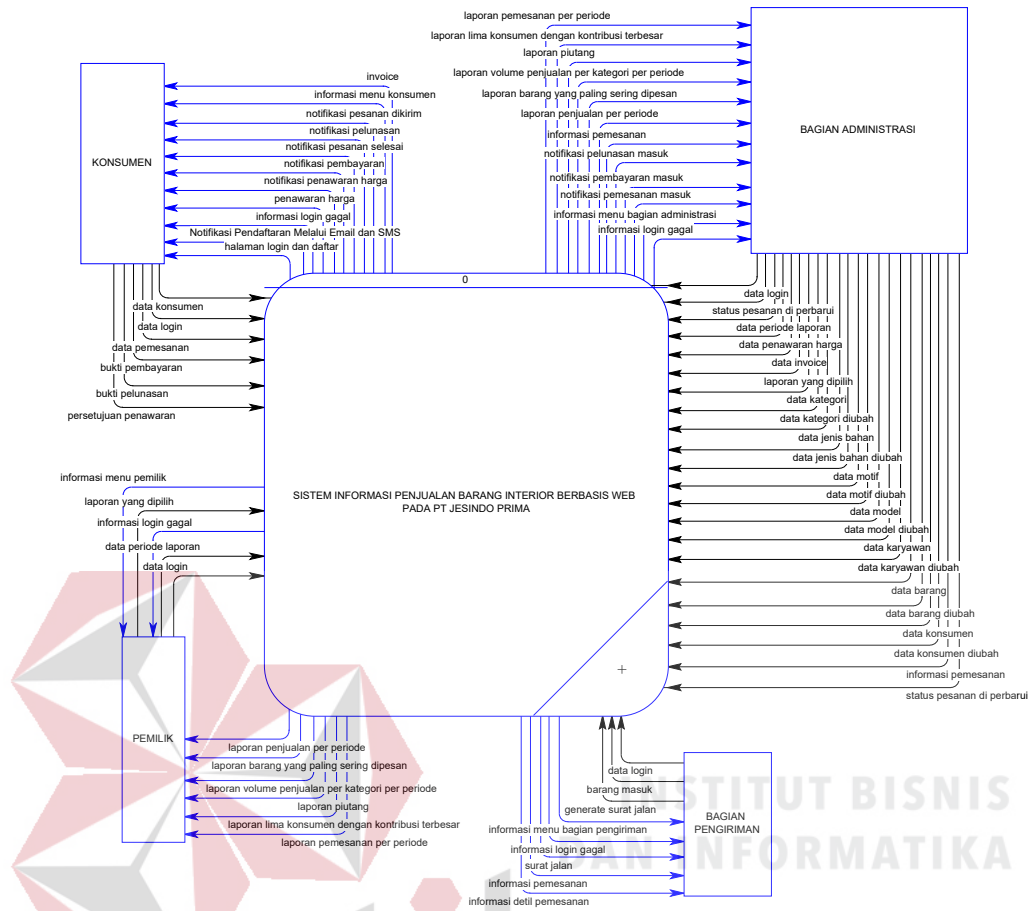 laporan pemesanan per periode
laporan lima konsumen dengan kontribusi terbesar
laporan piutang
laporan volume penjualan per kategori per periode
laporan barang yang paling sering dipesan
laporan penjualan per periode
informasi pemesanan
notifikasi pelunasan masuk
notifikasi pembayaran masuk
notifikasi pemesanan masuk
informasi menu bagian administrasi
informasi login gagal
BAGIAN ADMINISTRASI
KONSUMEN
invoice
informasi menu konsumen
notifikasi pesanan dikirim
notifikasi pelunasan
notifikasi pesanan selesai
notifikasi pembayaran
notifikasi penawaran harga
penawaran harga
informasi login gagal
Notifikasi Pendaftaran Melalui Email dan SMS
halaman login dan daftar
data konsumen
data login
data pemesanan
bukti pembayaran
bukti pelunasan
persetujuan penawaran
0
SISTEM INFORMASI PENJUALAN BARANG INTERIOR BERBASIS WEB
PADA PT JESINDO PRIMA
+
data login
status pesanan di perbarui
data periode laporan
data penawaran harga
data invoice
laporan yang dipilih
data kategori
data kategori diubah
data jenis bahan
data jenis bahan diubah
data motif
data motif diubah
data model
data model diubah
data karyawan
data karyawan diubah
data barang
data barang diubah
data konsumen
data konsumen diubah
informasi pemesanan
status pesanan di perbarui
informasi menu pemilik
laporan yang dipilih
informasi login gagal
data periode laporan
data login
PEMILIK
laporan penjualan per periode
laporan barang yang paling sering dipesan
laporan volume penjualan per kategori per periode
laporan piutang
laporan lima konsumen dengan kontribusi terbesar
laporan pemesanan per periode
data login
barang masuk
generate surat jalan
informasi menu bagian pengiriman
informasi login gagal
surat jalan
informasi pemesanan
informasi detil pemesanan
BAGIAN
PENGIRIMAN
INSTITUT BISNIS
DAN INFORMATIKA